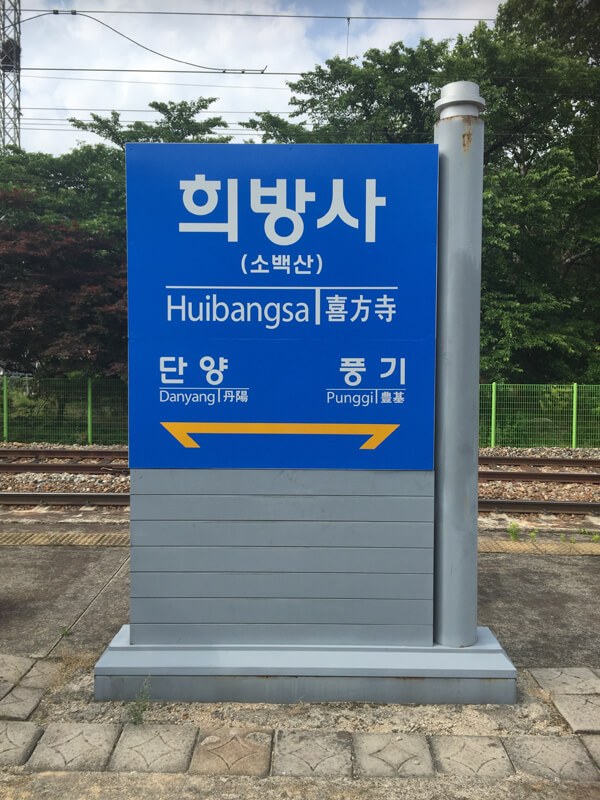 희방사
(소백산)
Huibangsa 喜方寺
단양 풍기
Danyang 丹陽 Punggi 豊基